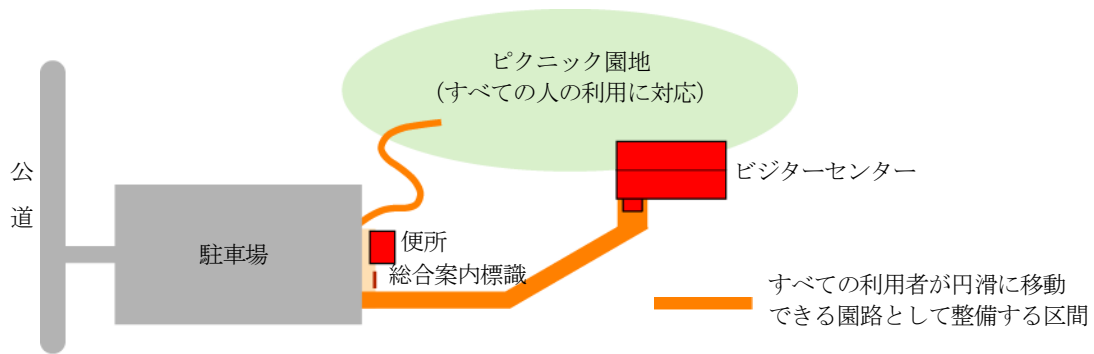 ピクニック園地
(すべての人の利用に対応)
ビジターセンター
公
道
駐車場
便所
総合案内標識
すべての利用者が円滑に移動
できる園路として整備する区間